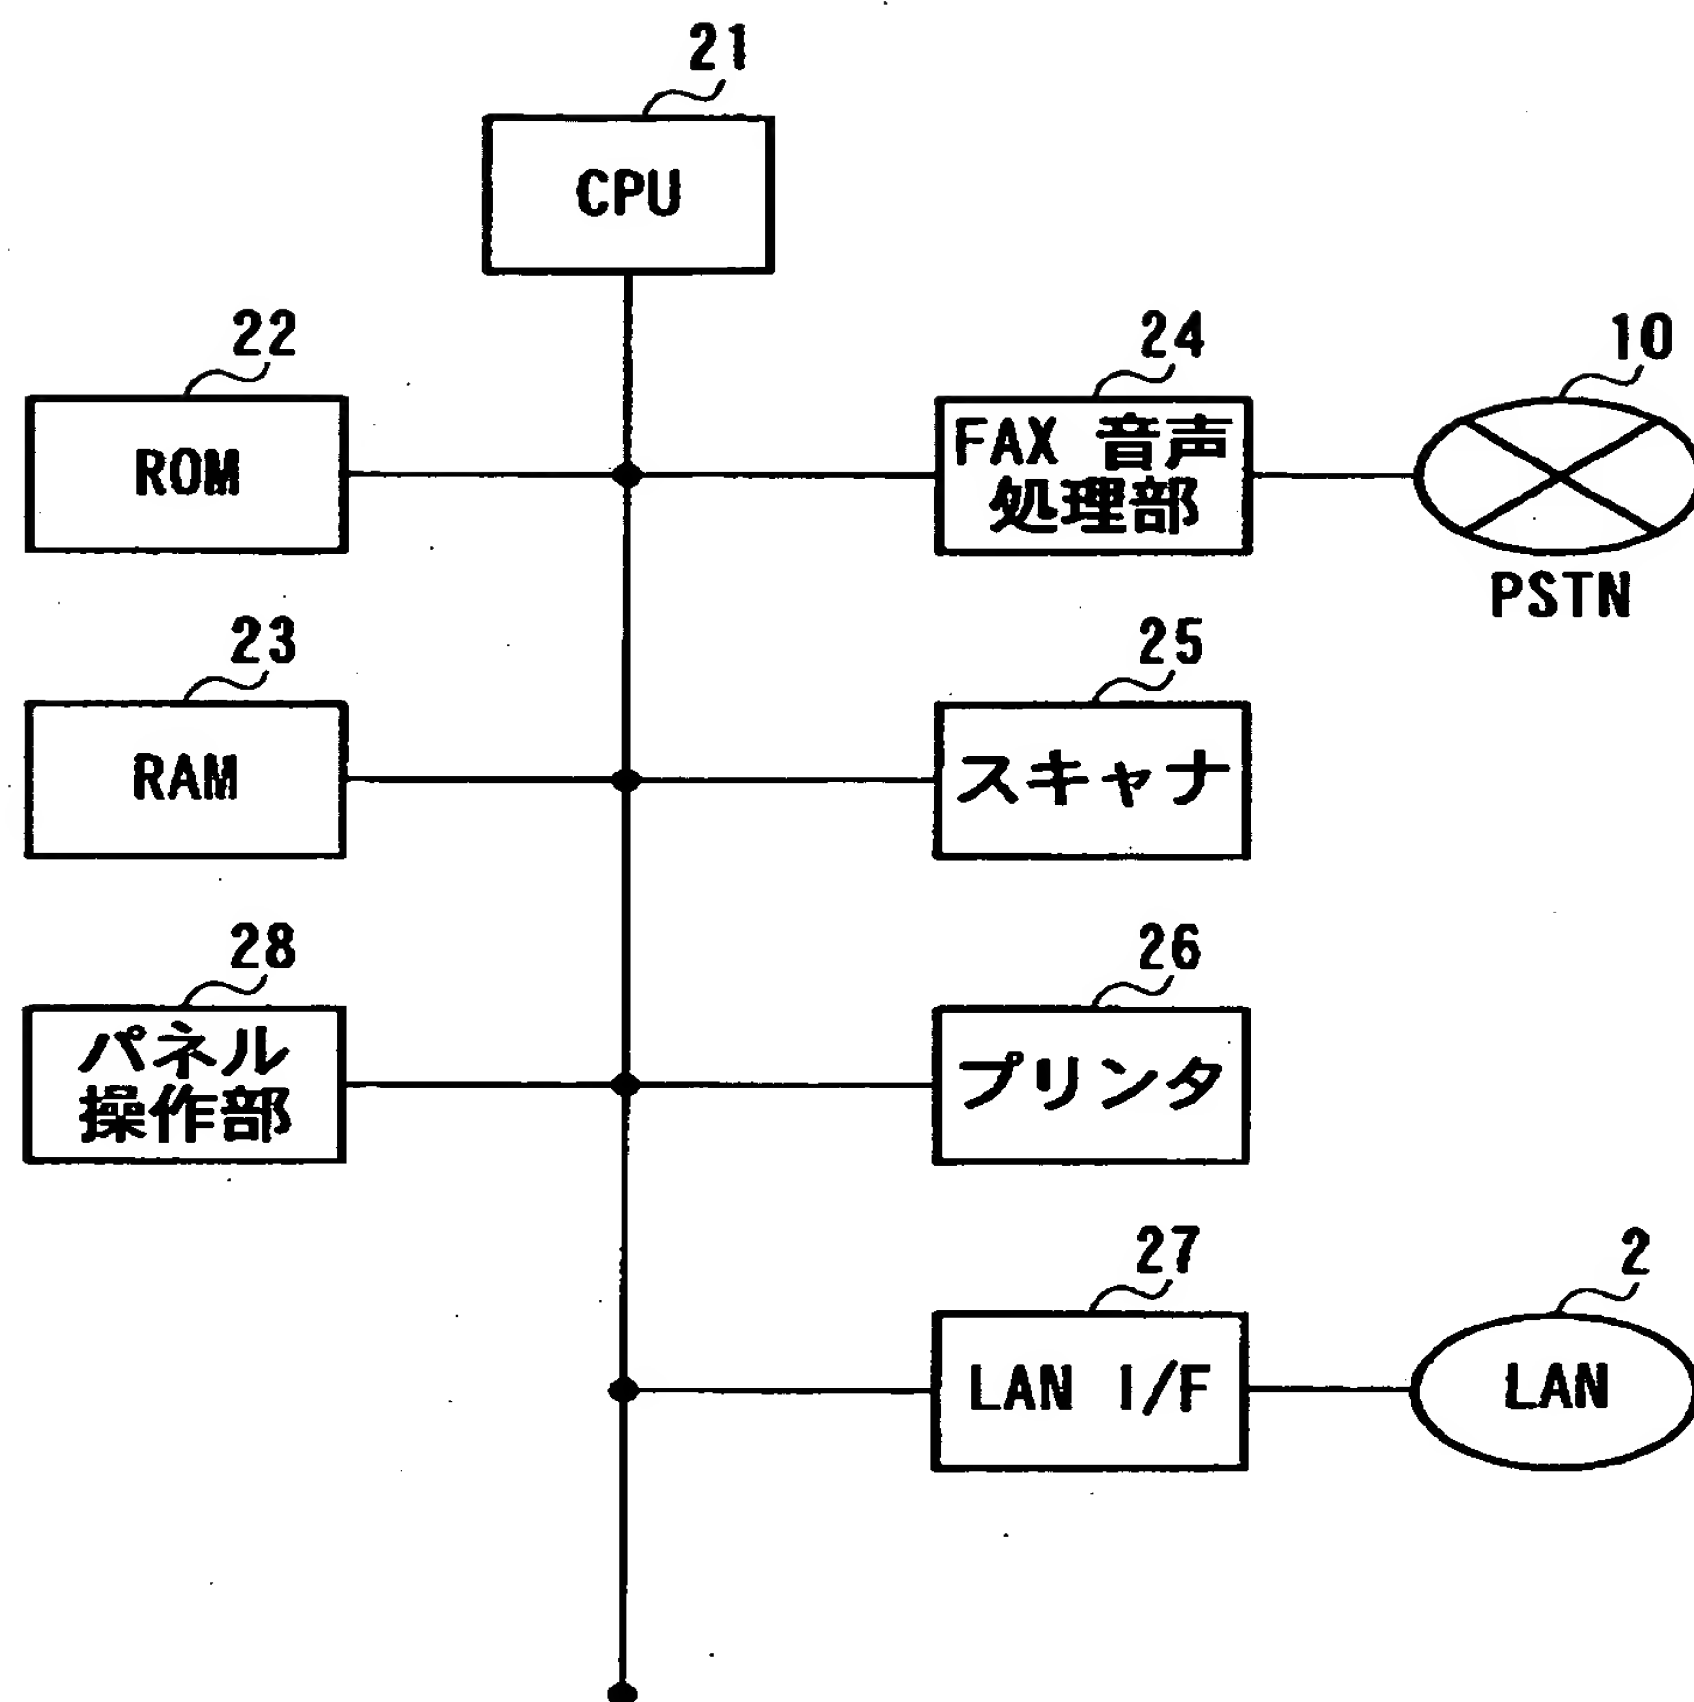 21
CPU
22
ROM
24
FAX 音声
処理部
10
PSTN
23
RAM
25
スキャナ
28
パネル
操作部
26
プリンタ
27
LAN I/F
2
LAN